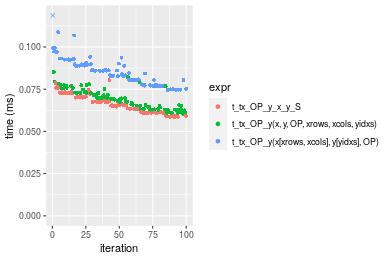 0.100
0.075
0.050
0.025
0.000
time (ms)
0
25
50
75
100
iteration
expr
t_tx_OP_y_x_y_S
t_tx_OP_y(x, y, OP, xrows, xcols, yidxs)
t_tx_OP_y(x[xrows, xcols], y[yidxs], OP)